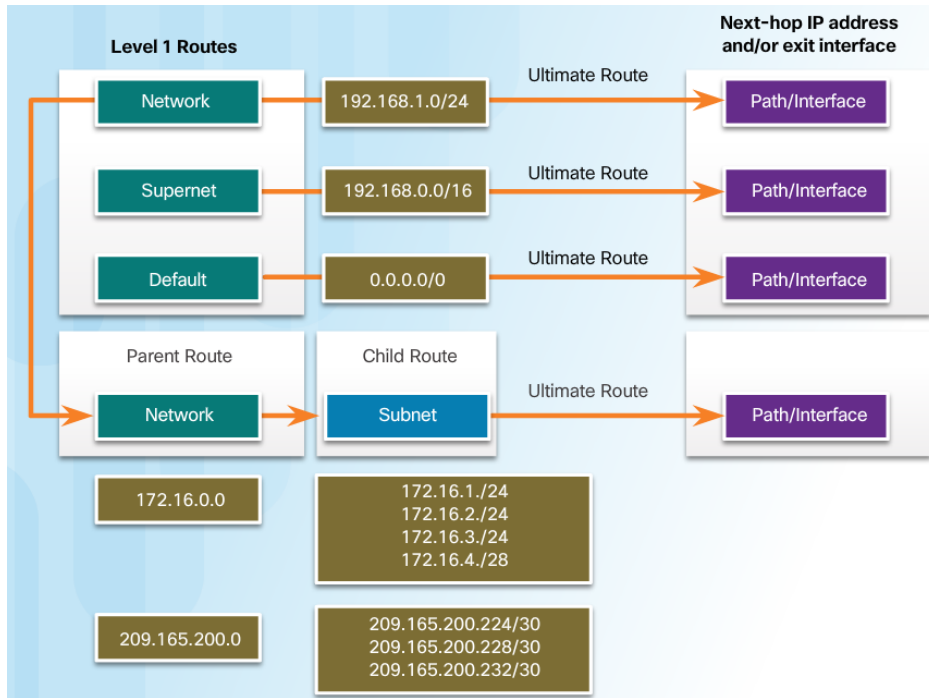 Level 1 Routes
Next-hop IP address
and/or exit interface
Network
192.168.1.0/24
Ultimate Route
Path/Interface
Supernet
192.168.0.0/16
Ultimate Route
Path/Interface
Default
0.0.0.0/0
Ultimate Route
Path/Interface
Parent Route
Child Route
Network
Subnet
Ultimate Route
Path/Interface
172.16.0.0
172.16.1./24
172.16.2./24
172.16.3./24
172.16.4./28
209.165.200.0
209.165.200.224/30
209.165.200.228/30
209.165.200.232/30